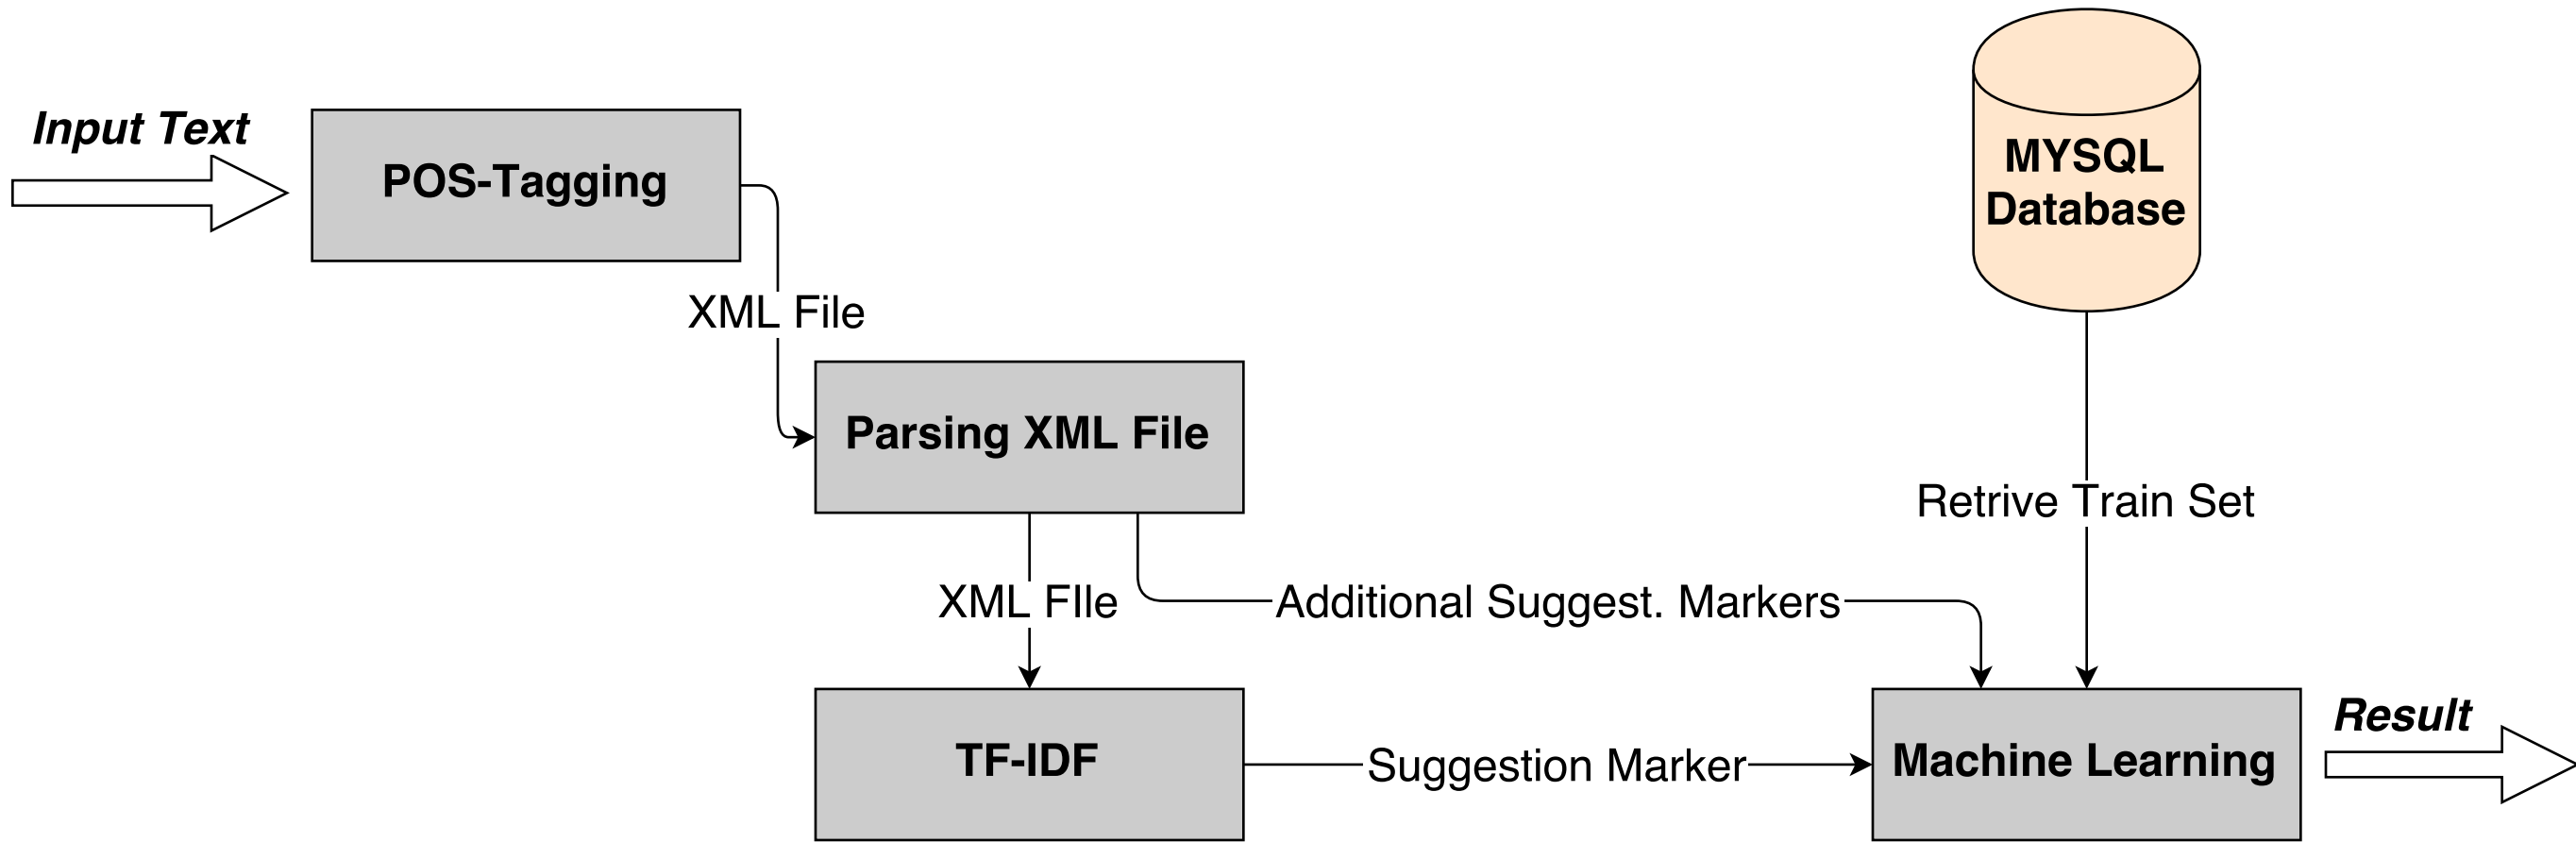 Input Text
POS-Tagging
MYSQL
Database
XML File
Parsing XML File
Retrive Train Set
XML FIle
Additional Suggest. Markers
TF-IDF
Suggestion Marker
Machine Learning
Result